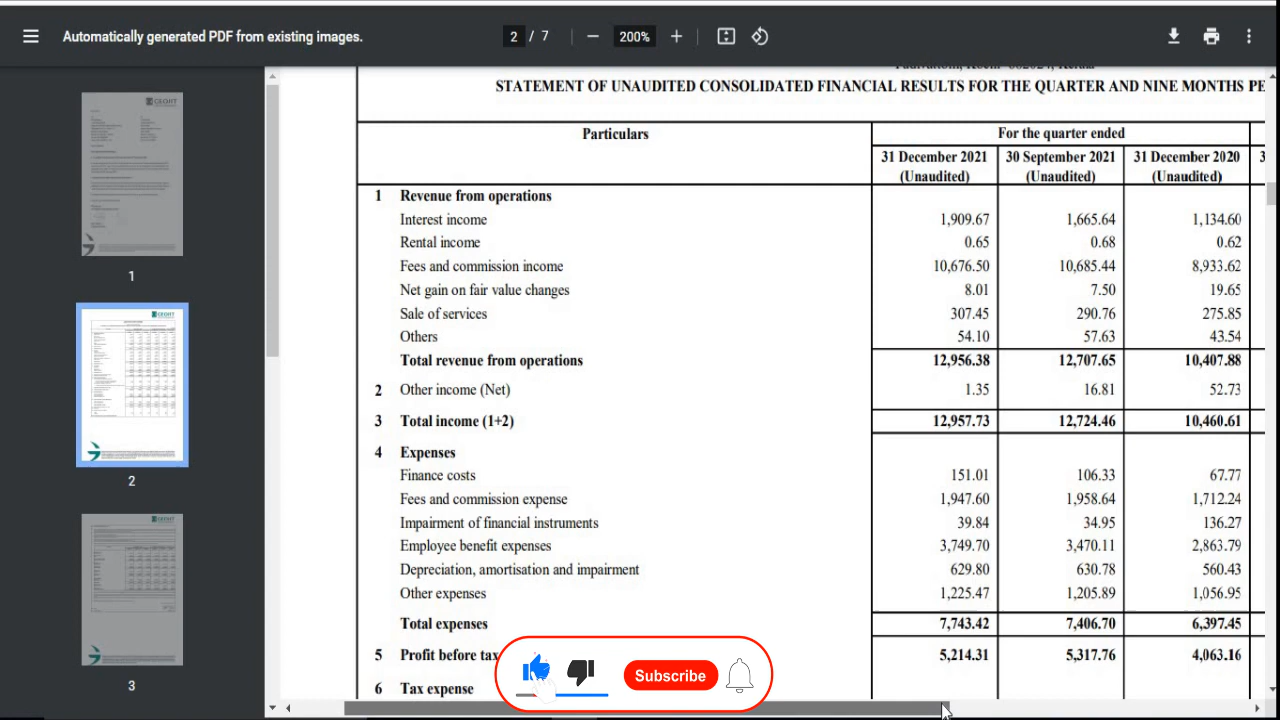 Automatically generated PDF from existing images.
2 / 7
200%
STATEMENT OF UNAUDITED CONSOLIDATED FINANCIAL RESULTS FOR THE QUARTER AND NINE MONTHS PE
Particulars For the quarter ended
31 December 2021 30 September 2021 31 December 2020 3
(Unaudited) (Unaudited) (Unaudited)
1 Revenue from operations
Interest income 1,909.67 1,665.64 1,134.60
Rental income 0.65 0.68 0.62
Fees and commission income 10,676.50 10,685.44 8,933.62
Net gain on fair value changes 8.01 7.50 19.65
Sale of services 307.45 290.76 275.85
Others 54.10 57.63 43.54
Total revenue from operations 12,956.38 12,707.65 10,407.88
2 Other income (Net) 1.35 16.81 52.73
3 Total income (1+2) 12,957.73 12,724.46 10,460.61
4 Expenses
Finance costs 151.01 106.33 67.77
Fees and commission expense 1,947.60 1,958.64 1,712.24
Impairment of financial instruments 39.84 34.95 136.27
Employee benefit expenses 3,749.70 3,470.11 2,863.79
Depreciation, amortisation and impairment 629.80 630.78 560.43
Other expenses 1,225.47 1,205.89 1,056.95
Total expenses 7,743.42 7,406.70 6,397.45
5 Profit before tax 5,214.31 5,317.76 4,063.16
6 Tax expense
Subscribe
GEOJIT
1
GEOJIT
2
GEOJIT
3